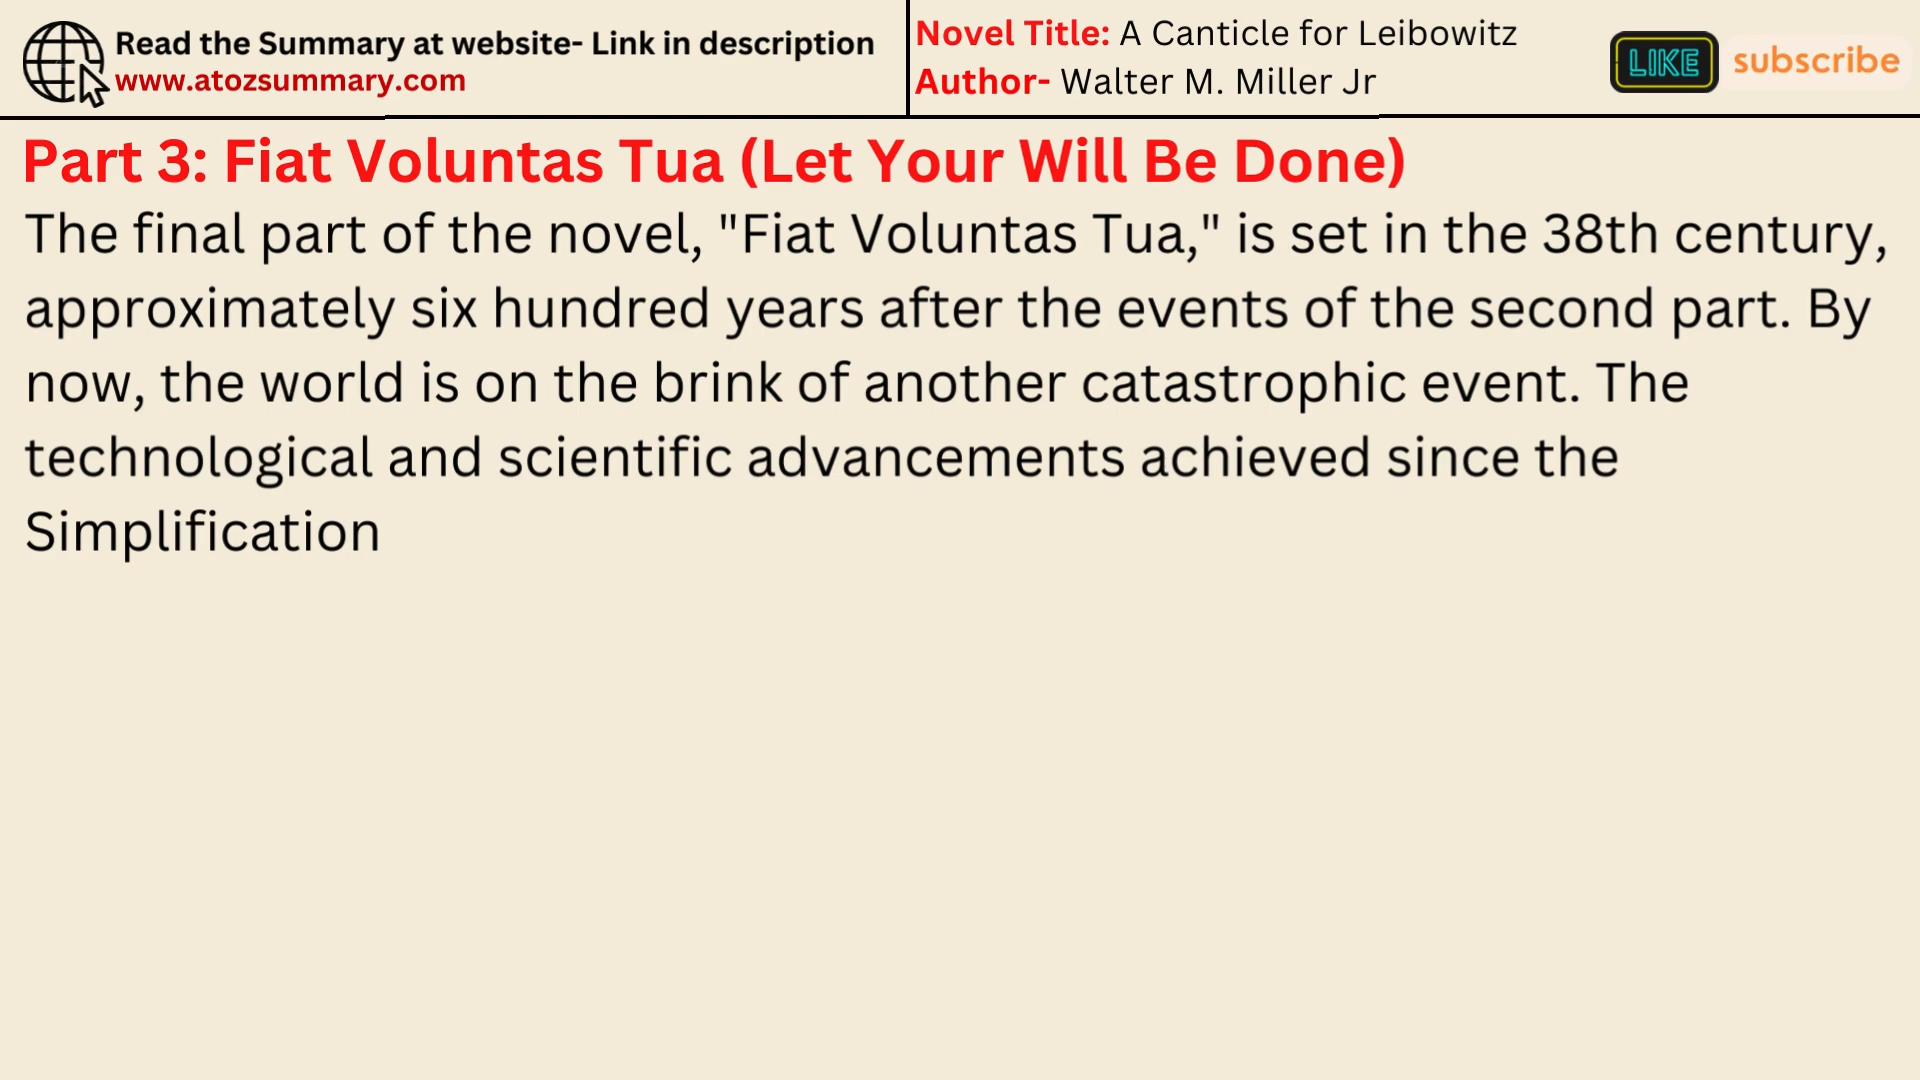 Read the Summary at website- Link in description
www.atozsummary.com
Novel Title: A Canticle for Leibowitz
Author- Walter M. Miller Jr
LIKE
subscribe
Part 3: Fiat Voluntas Tua (Let Your Will Be Done)
The final part of the novel, "Fiat Voluntas Tua," is set in the 38th century,
approximately six hundred years after the events of the second part. By
now, the world is on the brink of another catastrophic event. The
technological and scientific advancements achieved since the
Simplification